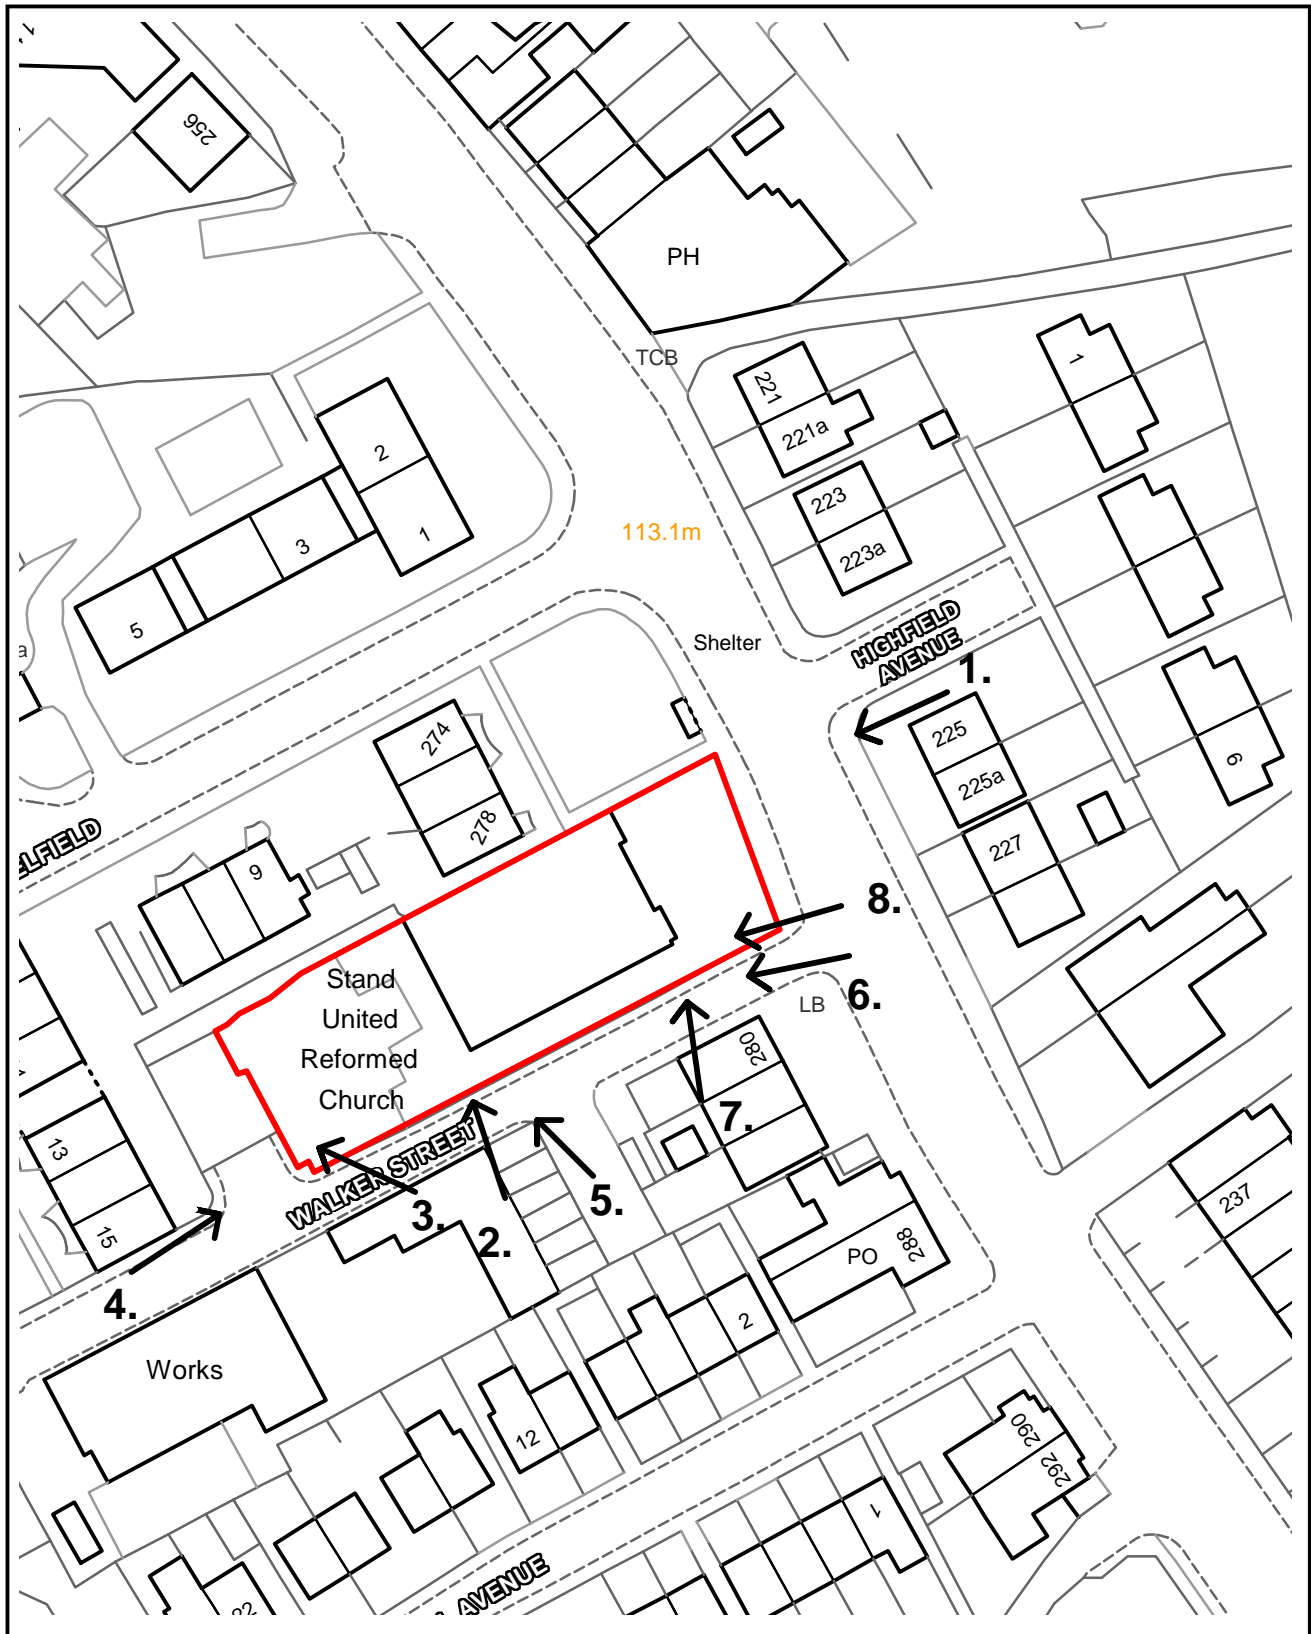 256
PH
TCB
221
221a
1
2
1
3
5
223
223a
113.1m
HIGHFIELD
AVENUE
Shelter
1.
225
225a
227
6
274
278
9
ELFIELD
8.
6.
LB
Stand
United
Reformed
Church
280
7.
WALKER STREET
13
15
3.
2.
5.
4.
237
PO
288
2
Works
12
290
292
1
22
AVENUE